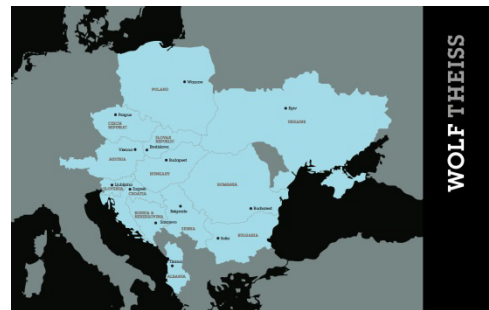 Warsaw
POLAND
Prague
CZECH
REPUBLIC
Kyiv
UKRAINE
SLOVAK
REPUBLIC
Bratislava
Vienna
AUSTRIA
Budapest
HUNGARY
Ljubljana
SLOVENIA
Zagreb
CROATIA
ROMANIA
Bucharest
BOSNIA &
HERZEGOVINA
Sarajevo
Belgrade
SERBIA
Sofia
BULGARIA
Tirana
ALBANIA
WOLF THEISS